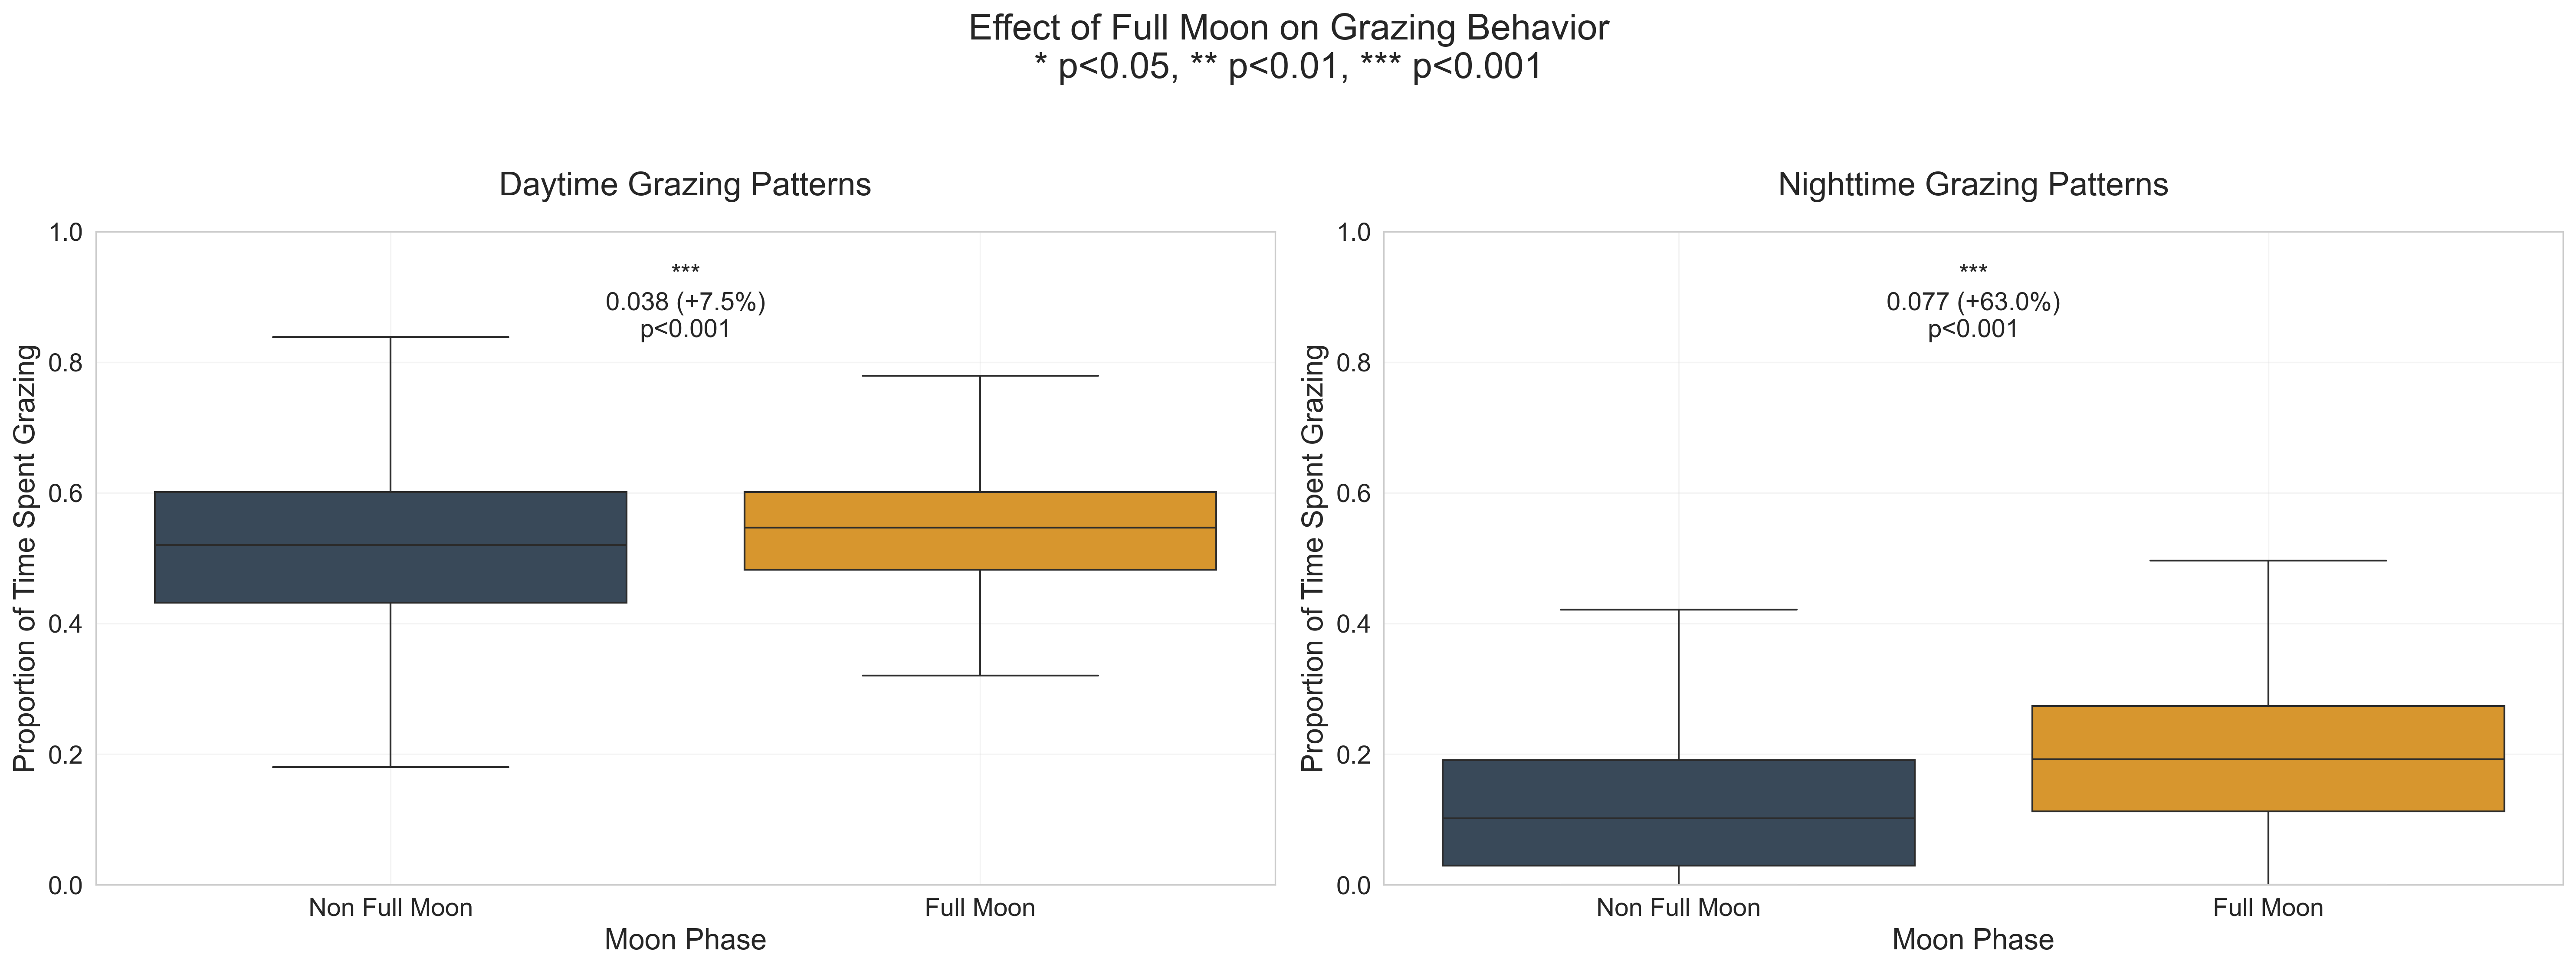 Effect of Full Moon on Grazing Behavior
* p<0.05, ** p<0.01, *** p<0.001
Daytime Grazing Patterns
Proportion of Time Spent Grazing
1.0
0.8
0.6
0.4
0.2
0.0
***
0.038 (+7.5%)
p<0.001
Non Full Moon
Full Moon
Moon Phase
Nighttime Grazing Patterns
Proportion of Time Spent Grazing
1.0
0.8
0.6
0.4
0.2
0.0
***
0.077 (+63.0%)
p<0.001
Non Full Moon
Full Moon
Moon Phase